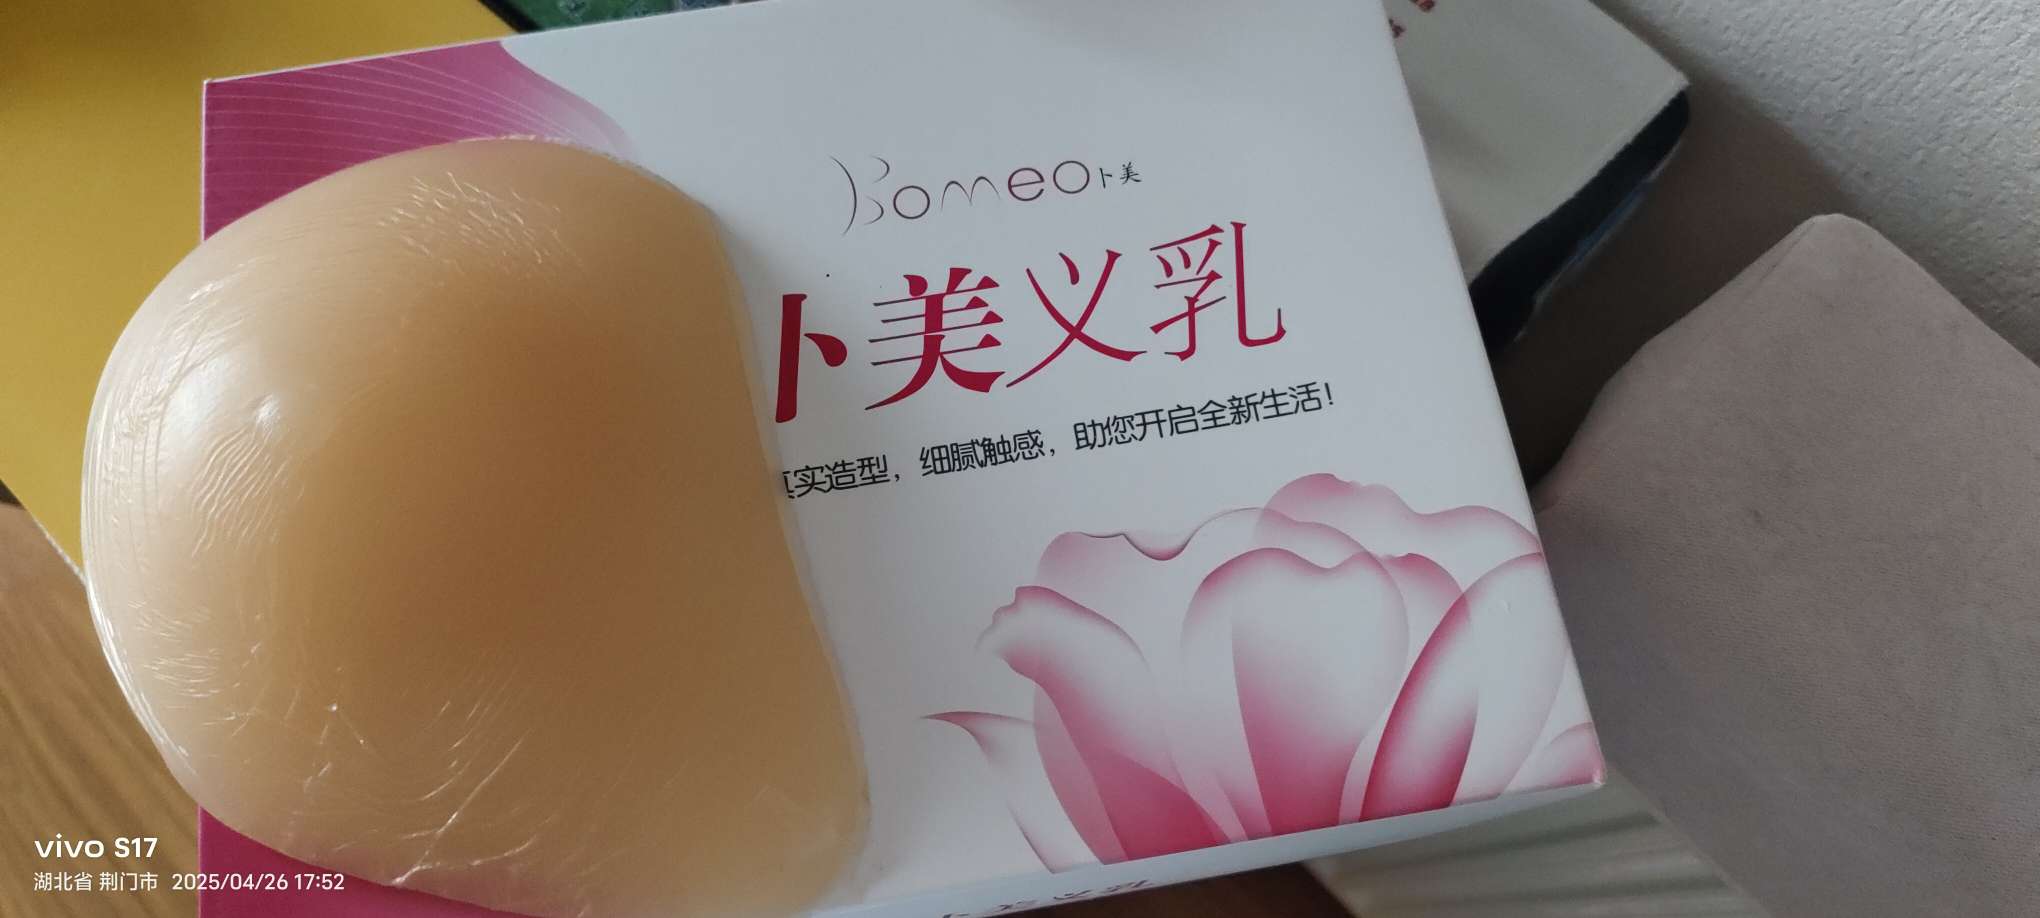 Bomeo卜美
卜美义乳
真实造型，细腻触感，助您开启全新生活！
vivo S17
湖北省 荆门市 2025/04/26 17:52